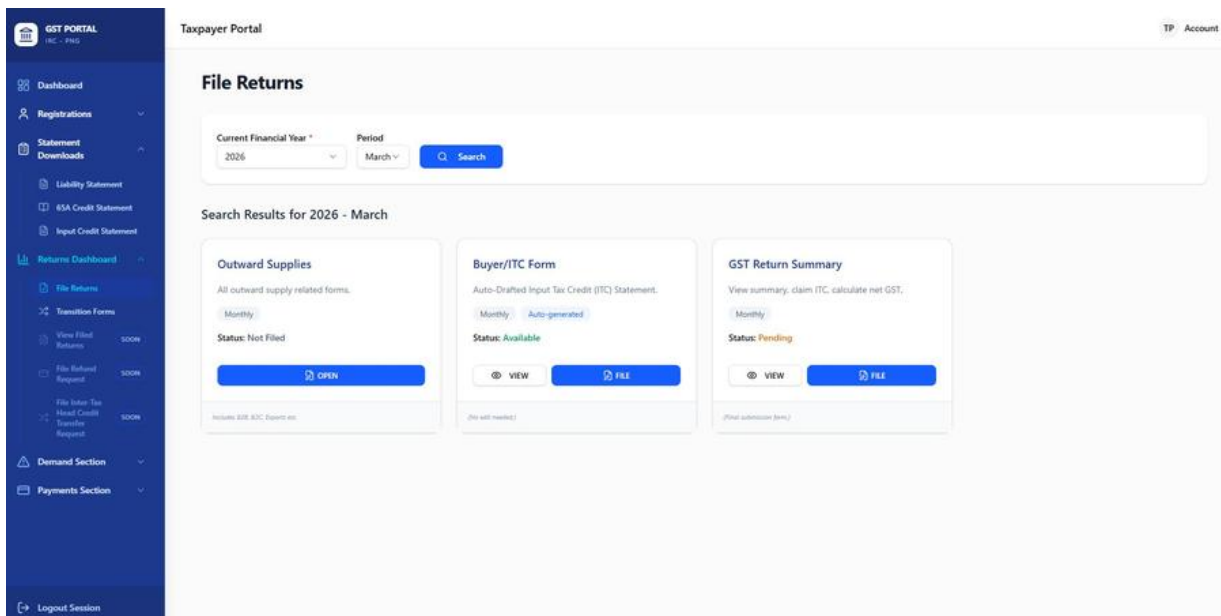 GST PORTAL
IRC - PNG
Dashboard
Registrations
Statement
Downloads
Liability Statement
65A Credit Statement
Input Credit Statement
Returns Dashboard
File Returns
Transition Forms
View Filed
Returns
SOON
File Refund
Request
SOON
File Inter-Tax
Head Credit
Transfer
Request
SOON
Demand Section
Payments Section
Logout Session
Taxpayer Portal
TP Account
File Returns
Current Financial Year *
Period
2026
March
Search
Search Results for 2026 - March
Outward Supplies
All outward supply related forms.
Monthly
Status: Not Filed
OPEN
Includes B2B, B2C, Exports etc.
Buyer/ITC Form
Auto-Drafted Input Tax Credit (ITC) Statement.
Monthly Auto-generated
Status: Available
VIEW FILE
(No edit needed.)
GST Return Summary
View summary, claim ITC, calculate net GST.
Monthly
Status: Pending
VIEW FILE
(Final submission form.)